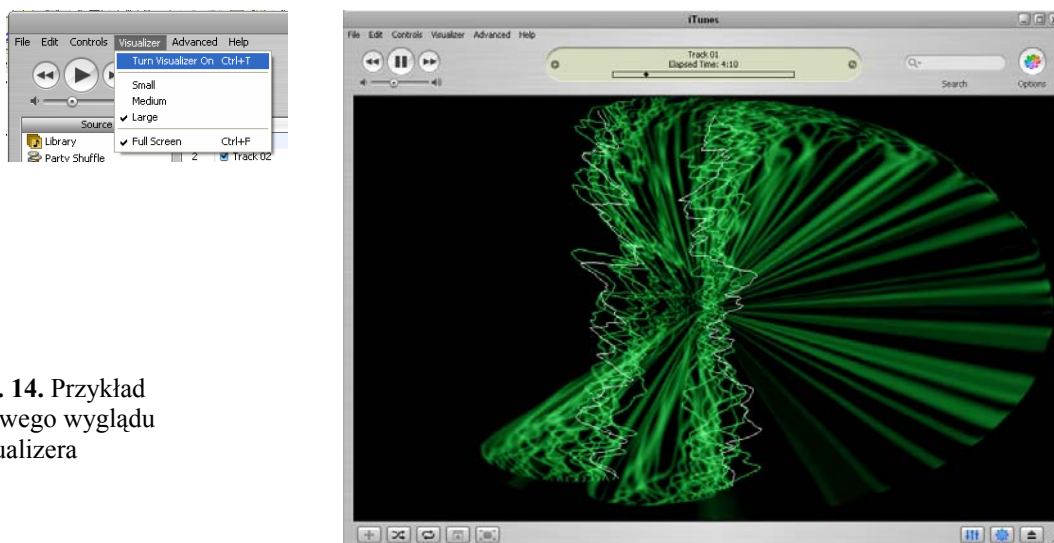 File Edit Controls Visualizer Advanced Help
Turn Visualizer On Ctrl+T
Small
Medium
Large
Full Screen Ctrl+F
Source
Library
Party Shuffle
2 Track 02
iTunes
File Edit Controls Visualizer Advanced Help
Track 01
Elapsed Time: 4:10
Search
Options
14. Przykład
wyglądu